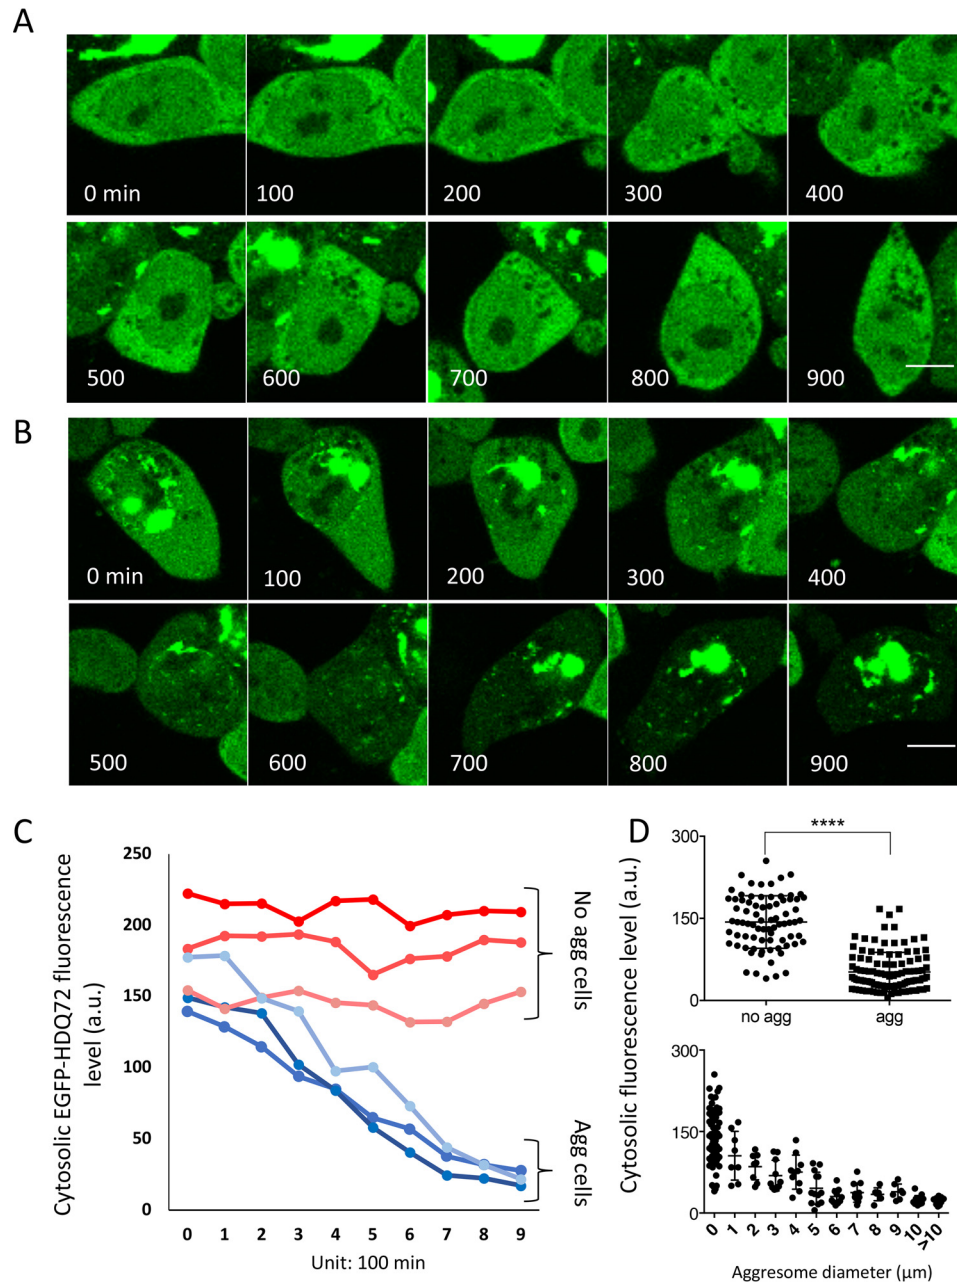 A
0 min
100
200
300
400
500
600
700
800
900
B
0 min
100
200
300
400
500
600
700
800
900
C
Cytosolic EGFP-HDQ72 fluorescence
level (a.u.)
250
200
150
100
50
0
0 1 2 3 4 5 6 7 8 9
Unit: 100 min
No agg cells
Agg cells
D
Cytosolic fluorescence level (a.u.)
300
150
0
****
no agg agg
300
150
0
0 1 2 3 4 5 6 7 8 9 10 >10
Aggresome diameter (µm)